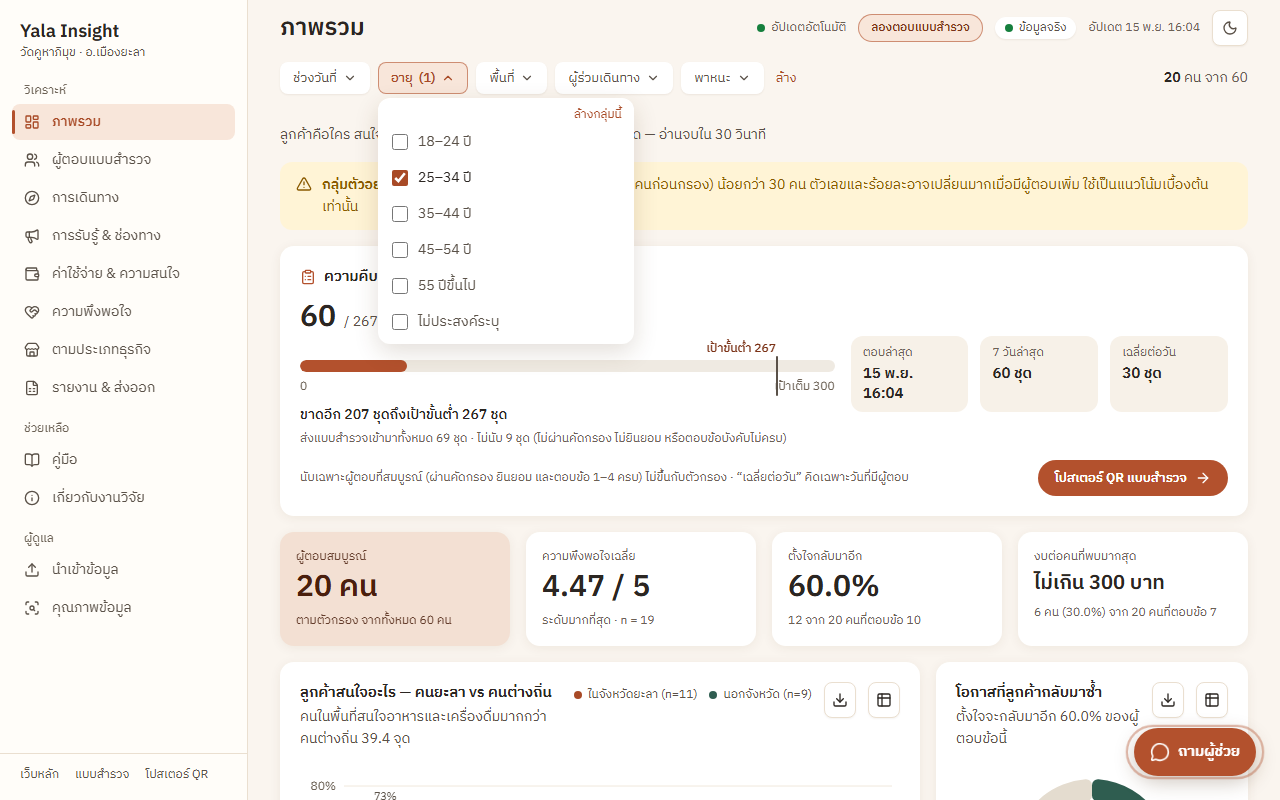 Yala Insight
วัดคูหาภิมุข · อ.เมืองยะลา
วิเคราะห์
ภาพรวม
ผู้ตอบแบบสำรวจ
การเดินทาง
การรับรู้ & ช่องทาง
ค่าใช้จ่าย & ความสนใจ
ความพึงพอใจ
ตามประเภทธุรกิจ
รายงาน & ส่งออก
ช่วยเหลือ
คู่มือ
เกี่ยวกับงานวิจัย
ผู้ดูแล
นำเข้าข้อมูล
คุณภาพข้อมูล
เว็บหลัก แบบสำรวจ โปสเตอร์ QR
ภาพรวม
อัปเดตอัตโนมัติ ลองตอบแบบสำรวจ ข้อมูลจริง อัปเดต 15 พ.ย. 16:04
ช่วงวันที่ อายุ (1) พื้นที่ ผู้ร่วมเดินทาง พาหนะ ล้าง 20 คน จาก 60
ล้างกลุ่มนี้
18–24 ปี
25–34 ปี
35–44 ปี
45–54 ปี
55 ปีขึ้นไป
ไม่ประสงค์ระบุ
ลูกค้าคือใคร — อ่านจบใน 30 วินาที
คนก่อนกรอง) น้อยกว่า 30 คน ตัวเลขและร้อยละอาจเปลี่ยนมากเมื่อมีผู้ตอบเพิ่ม ใช้เป็นแนวโน้มเบื้องต้น
เท่านั้น
60 / 267
เป้าขั้นต่ำ 267
0 เป้าเต็ม 300
ขาดอีก 207 ชุดถึงเป้าขั้นต่ำ 267 ชุด
ส่งแบบสำรวจเข้ามาทั้งหมด 69 ชุด · ไม่นับ 9 ชุด (ไม่ผ่านคัดกรอง ไม่ยินยอม หรือตอบข้อบังคับไม่ครบ)
ตอบล่าสุด
15 พ.ย.
16:04
7 วันล่าสุด
60 ชุด
เฉลี่ยต่อวัน
30 ชุด
นับเฉพาะผู้ตอบที่สมบูรณ์ (ผ่านคัดกรอง ยินยอม และตอบข้อ 1–4 ครบ) ไม่ขึ้นกับตัวกรอง · “เฉลี่ยต่อวัน” คิดเฉพาะวันที่มีผู้ตอบ
โปสเตอร์ QR แบบสำรวจ
ผู้ตอบสมบูรณ์
20 คน
ตามตัวกรอง จากทั้งหมด 60 คน
ความพึงพอใจเฉลี่ย
4.47 / 5
ระดับมากที่สุด · n = 19
ตั้งใจกลับมาอีก
60.0%
12 จาก 20 คนที่ตอบข้อ 10
งบต่อคนที่พบมากสุด
ไม่เกิน 300 บาท
6 คน (30.0%) จาก 20 คนที่ตอบข้อ 7
ลูกค้าสนใจอะไร — คนยะลา vs คนต่างถิ่น
คนในพื้นที่สนใจอาหารและเครื่องดื่มมากกว่า
คนต่างถิ่น 39.4 จุด
ในจังหวัดยะลา (n=11) นอกจังหวัด (n=9)
80%
73%
โอกาสที่ลูกค้ากลับมาซ้ำ
ตั้งใจจะกลับมาอีก 60.0% ของผู้
ตอบข้อนี้
ถามผู้ช่วย